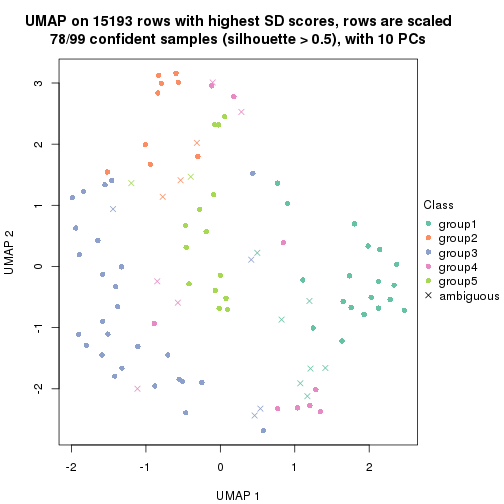 UMAP on 15193 rows with highest SD scores, rows are scaled
78/99 confident samples (silhouette > 0.5), with 10 PCs
3
2
1
0
-1
-2
UMAP 2
-2
-1
0
1
2
UMAP 1
Class
group1
group2
group3
group4
group5
ambiguous